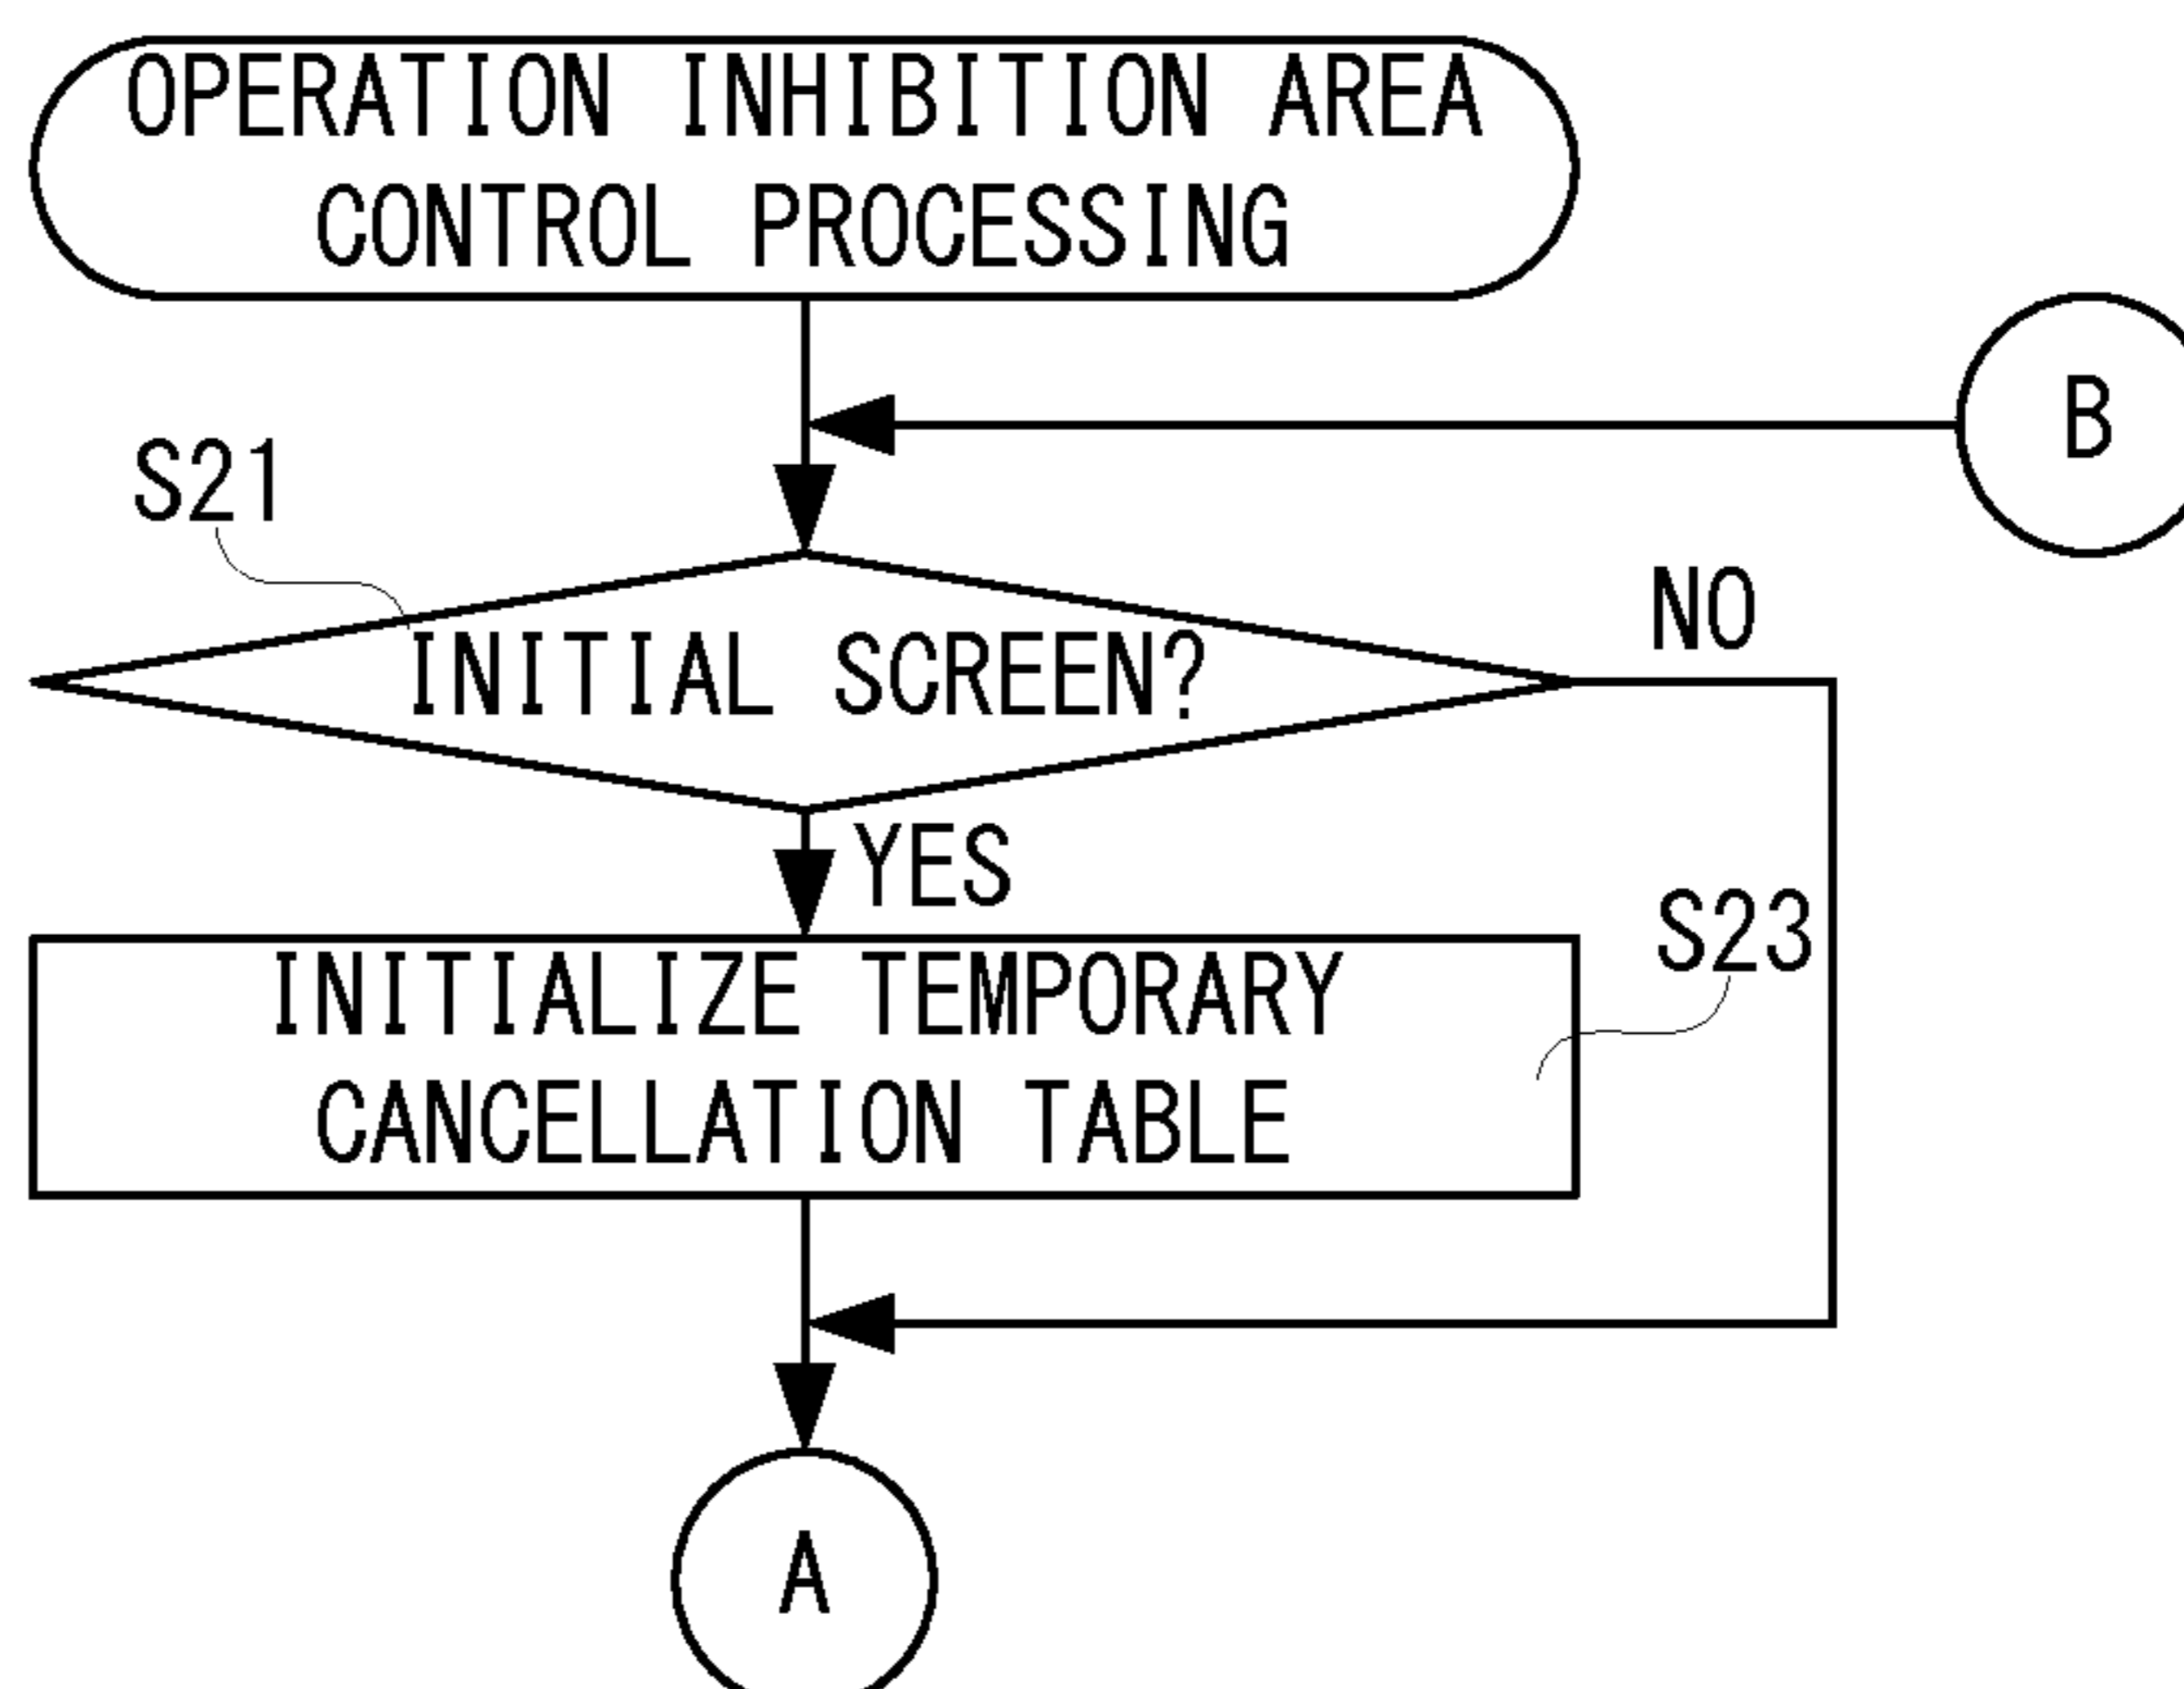 OPERATION INHIBITION AREA
CONTROL PROCESSING
B
S21
NO
INITIAL SCREEN?
YES
S23
INITIALIZE TEMPORARY
CANCELLATION TABLE
A